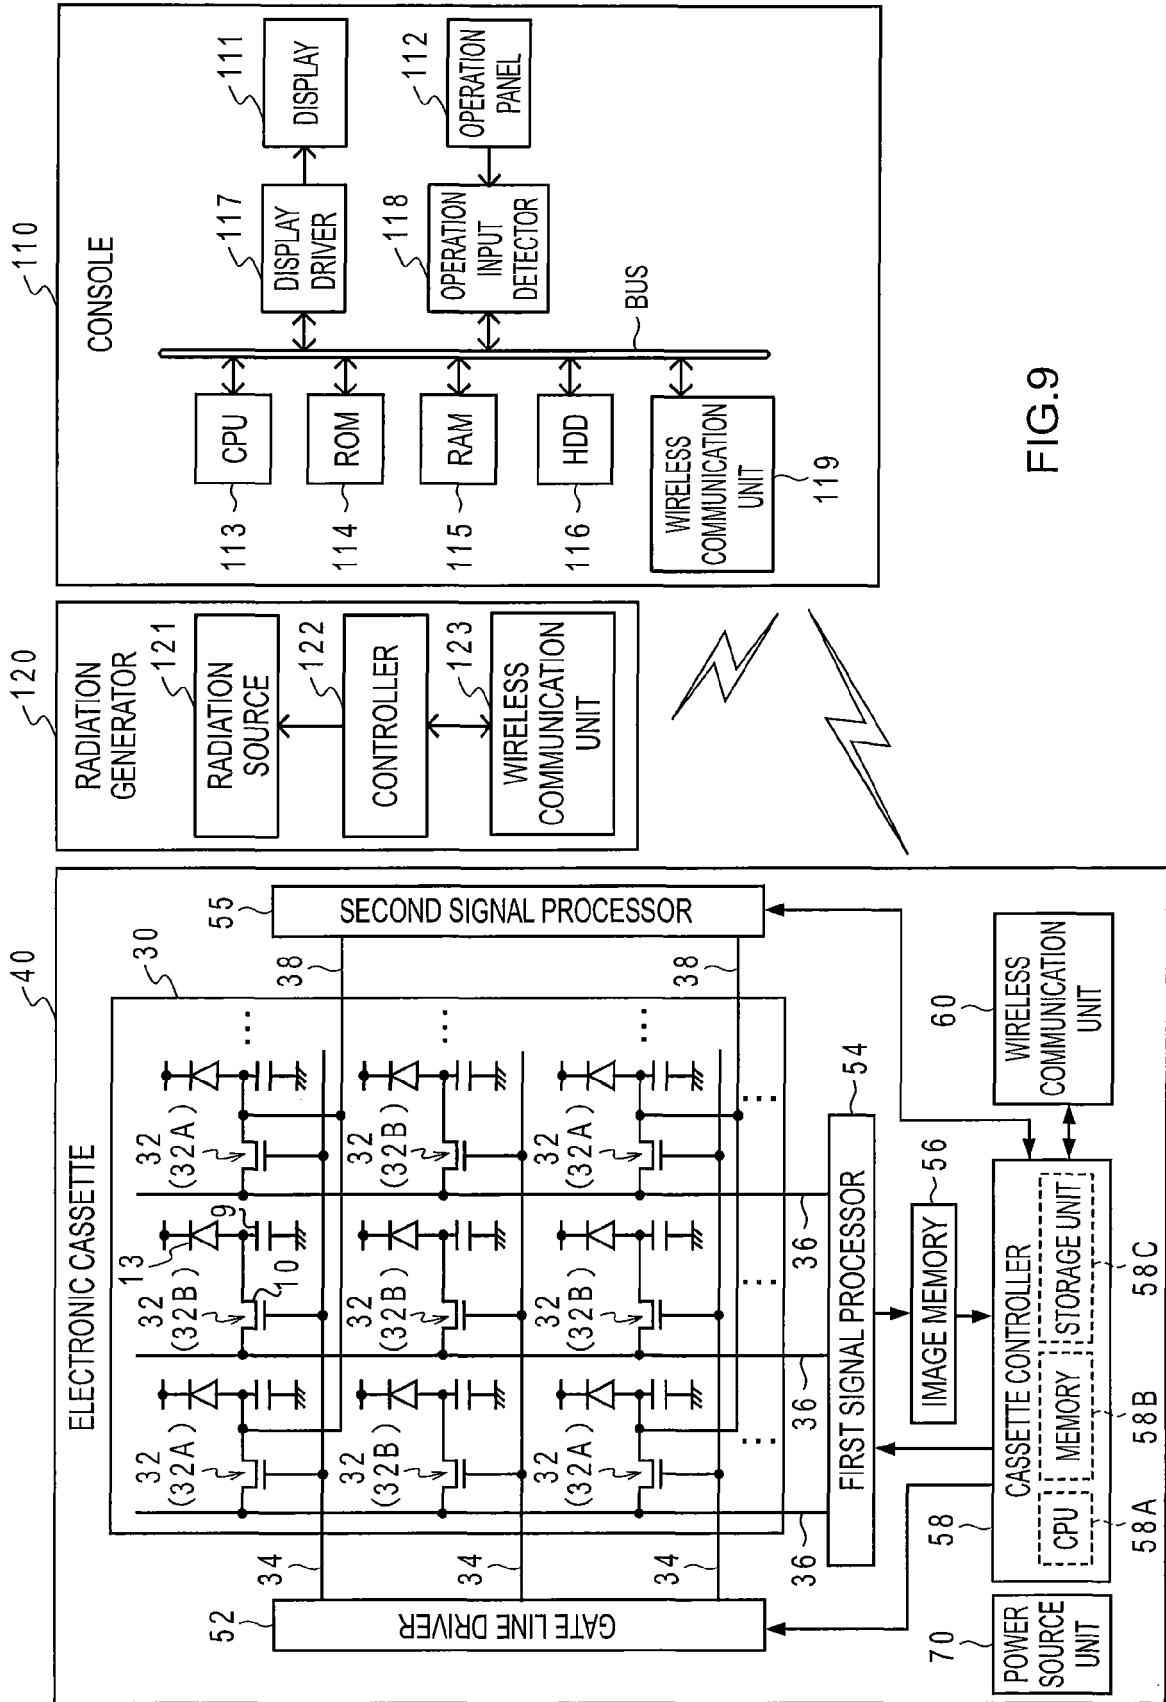 40
ELECTRONIC CASSETTE
30
32
(32A)
32
(32B)
13
9
10
32
(32A)
...
32
(32B)
32
(32B)
32
(32B)
...
32
(32A)
32
(32B)
32
(32A)
...
...
...
...
34
34
34
38
38
52
GATE LINE DRIVER
55
SECOND SIGNAL PROCESSOR
36
36
36
54
FIRST SIGNAL PROCESSOR
56
IMAGE MEMORY
58
CASSETTE CONTROLLER
CPU
MEMORY
STORAGE UNIT
58A
58B
58C
60
WIRELESS
COMMUNICATION
UNIT
70
POWER
SOURCE
UNIT
120
RADIATION
GENERATOR
121
RADIATION
SOURCE
122
CONTROLLER
123
WIRELESS
COMMUNICATION
UNIT
110
CONSOLE
113
CPU
114
ROM
115
RAM
116
HDD
WIRELESS
COMMUNICATION
UNIT
119
BUS
117
DISPLAY
DRIVER
111
DISPLAY
118
OPERATION
INPUT
DETECTOR
112
OPERATION
PANEL
FIG.9